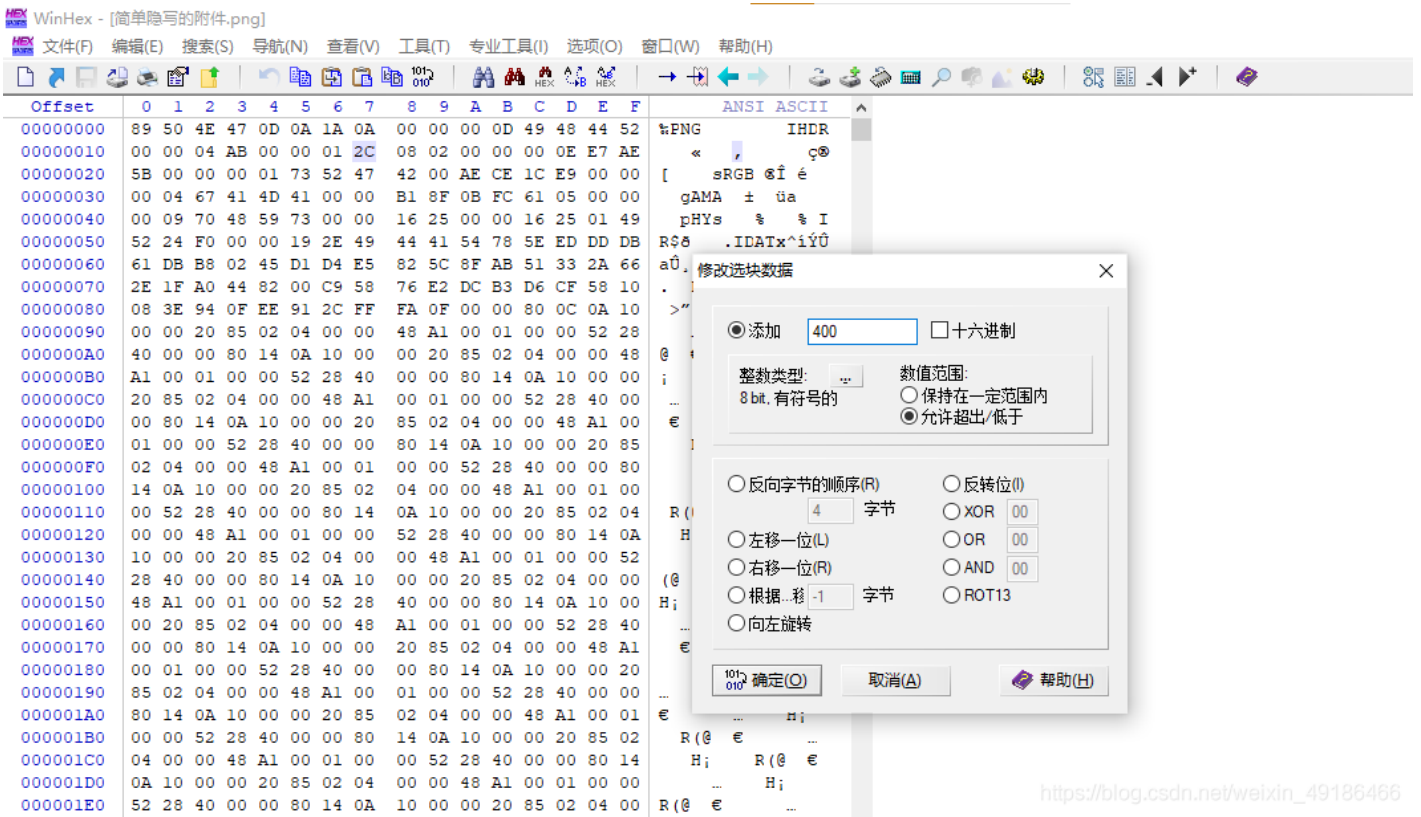 WinHex - [简单隐写的附件.png]
文件(F) 编辑(E) 搜索(S) 导航(N) 查看(V) 工具(T) 专业工具(I) 选项(O) 窗口(W) 帮助(H)
Offset 0 1 2 3 4 5 6 7 8 9 A B C D E F ANSI ASCII
00000000 89 50 4E 47 0D 0A 1A 0A 00 00 00 0D 49 48 44 52 ‰PNG IHDR
00000010 00 00 04 AB 00 00 01 2C 08 02 00 00 00 0E E7 AE « , ç®
00000020 5B 00 00 00 01 73 52 47 42 00 AE CE 1C E9 00 00 [ sRGB ®Î é
00000030 00 04 67 41 4D 41 00 00 B1 8F 0B FC 61 05 00 00 gAMA ± üa
00000040 00 09 70 48 59 73 00 00 16 25 00 00 16 25 01 49 pHYs % % I
00000050 52 24 F0 00 00 19 2E 49 44 41 54 78 5E ED DD DB R$ð .IDATx^íÝÛ
00000060 61 DB B8 02 45 D1 D4 E5 82 5C 8F AB 51 33 2A 66 aÛ¸
00000070 2E 1F A0 44 82 00 C9 58 76 E2 DC B3 D6 CF 58 10 .
00000080 08 3E 94 0F EE 91 2C FF FA 0F 00 00 80 0C 0A 10 >”
00000090 00 00 20 85 02 04 00 00 48 A1 00 01 00 00 52 28
000000A0 40 00 00 80 14 0A 10 00 00 20 85 02 04 00 00 48 @ €
000000B0 A1 00 01 00 00 52 28 40 00 00 80 14 0A 10 00 00 ¡
000000C0 20 85 02 04 00 00 48 A1 00 01 00 00 52 28 40 00 …
000000D0 00 80 14 0A 10 00 00 20 85 02 04 00 00 48 A1 00 €
000000E0 01 00 00 52 28 40 00 00 80 14 0A 10 00 00 20 85
000000F0 02 04 00 00 48 A1 00 01 00 00 52 28 40 00 00 80
00000100 14 0A 10 00 00 20 85 02 04 00 00 48 A1 00 01 00
00000110 00 52 28 40 00 00 80 14 0A 10 00 00 20 85 02 04 R(
00000120 00 00 48 A1 00 01 00 00 52 28 40 00 00 80 14 0A H
00000130 10 00 00 20 85 02 04 00 00 48 A1 00 01 00 00 52
00000140 28 40 00 00 80 14 0A 10 00 00 20 85 02 04 00 00 (@
00000150 48 A1 00 01 00 00 52 28 40 00 00 80 14 0A 10 00 H¡
00000160 00 20 85 02 04 00 00 48 A1 00 01 00 00 52 28 40 …
00000170 00 00 80 14 0A 10 00 00 20 85 02 04 00 00 48 A1 €
00000180 00 01 00 00 52 28 40 00 00 80 14 0A 10 00 00 20
00000190 85 02 04 00 00 48 A1 00 01 00 00 52 28 40 00 00 …
000001A0 80 14 0A 10 00 00 20 85 02 04 00 00 48 A1 00 01 € … H¡
000001B0 00 00 52 28 40 00 00 80 14 0A 10 00 00 20 85 02 R(@ € …
000001C0 04 00 00 48 A1 00 01 00 00 52 28 40 00 00 80 14 H¡ R(@ €
000001D0 0A 10 00 00 20 85 02 04 00 00 48 A1 00 01 00 00 … H¡
000001E0 52 28 40 00 00 80 14 0A 10 00 00 20 85 02 04 00 R(@ € …
修改选块数据
添加 400 十六进制
整数类型: ...
8 bit, 有符号的
数值范围:
保持在一定范围内
允许超出/低于
反向字节的顺序(R) 反转位(I)
4 字节 XOR 00
左移一位(L) OR 00
右移一位(R) AND 00
根据...移 -1 字节 ROT13
向左旋转
确定(O) 取消(A) 帮助(H)
https://blog.csdn.net/weixin_49186466